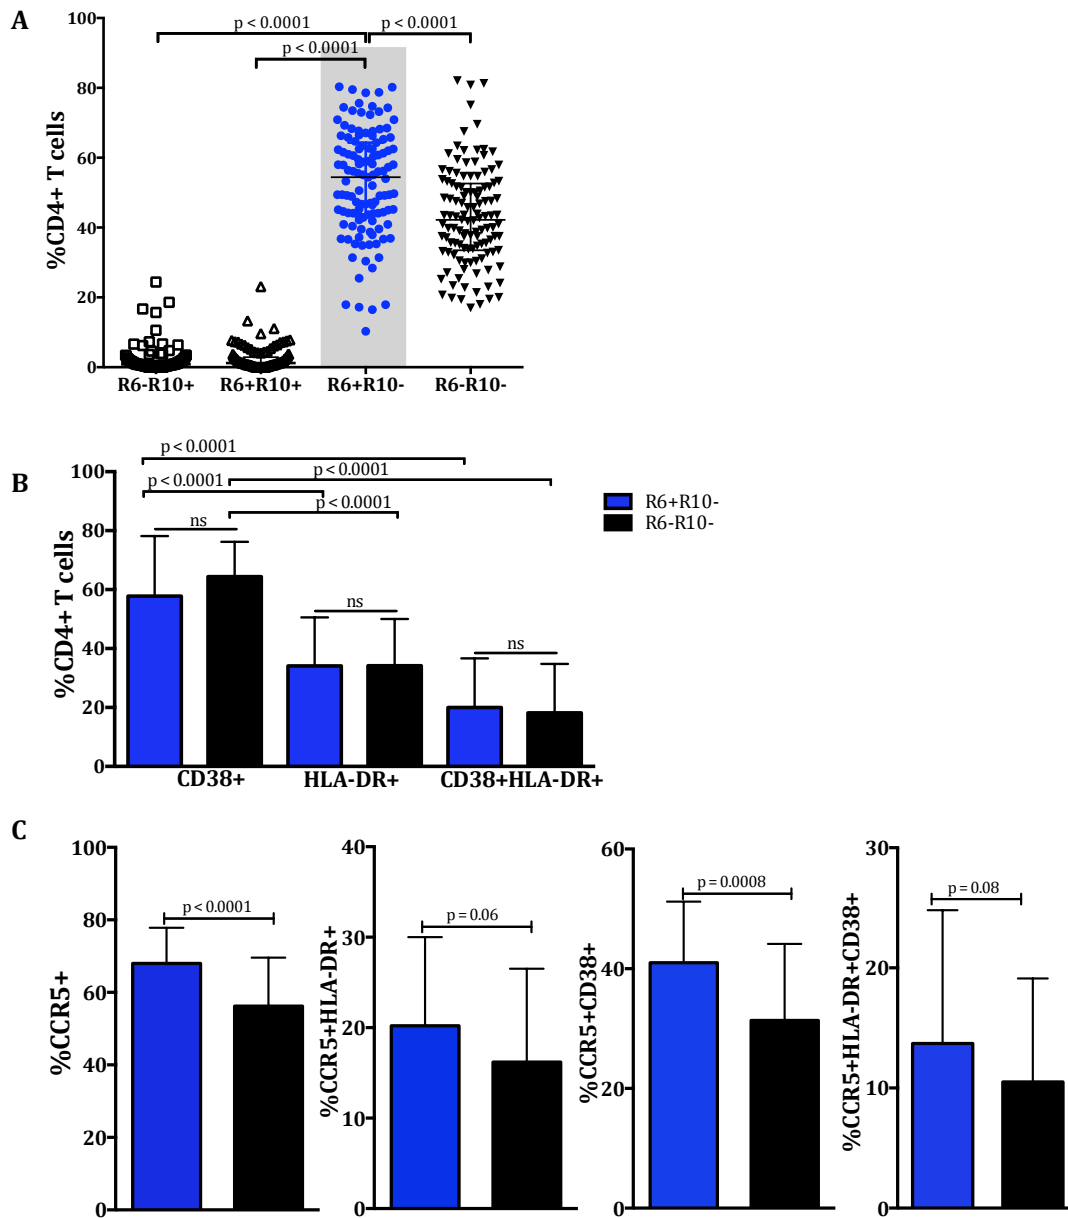 A
p < 0.0001
p < 0.0001
p < 0.0001
%CD4+ T cells
100
80
60
40
20
0
R6-R10+
R6+R10+
R6+R10-
R6-R10-
B
p < 0.0001
p < 0.0001
p < 0.0001
p < 0.0001
ns
ns
ns
%CD4+ T cells
100
80
60
40
20
0
CD38+
HLA-DR+
CD38+HLA-DR+
R6+R10-
R6-R10-
C
%CCR5+
100
80
60
40
20
0
p < 0.0001
%CCR5+HLA-DR+
40
30
20
10
0
p = 0.06
%CCR5+CD38+
60
40
20
0
p = 0.0008
%CCR5+HLA-DR+CD38+
30
20
10
0
p = 0.08